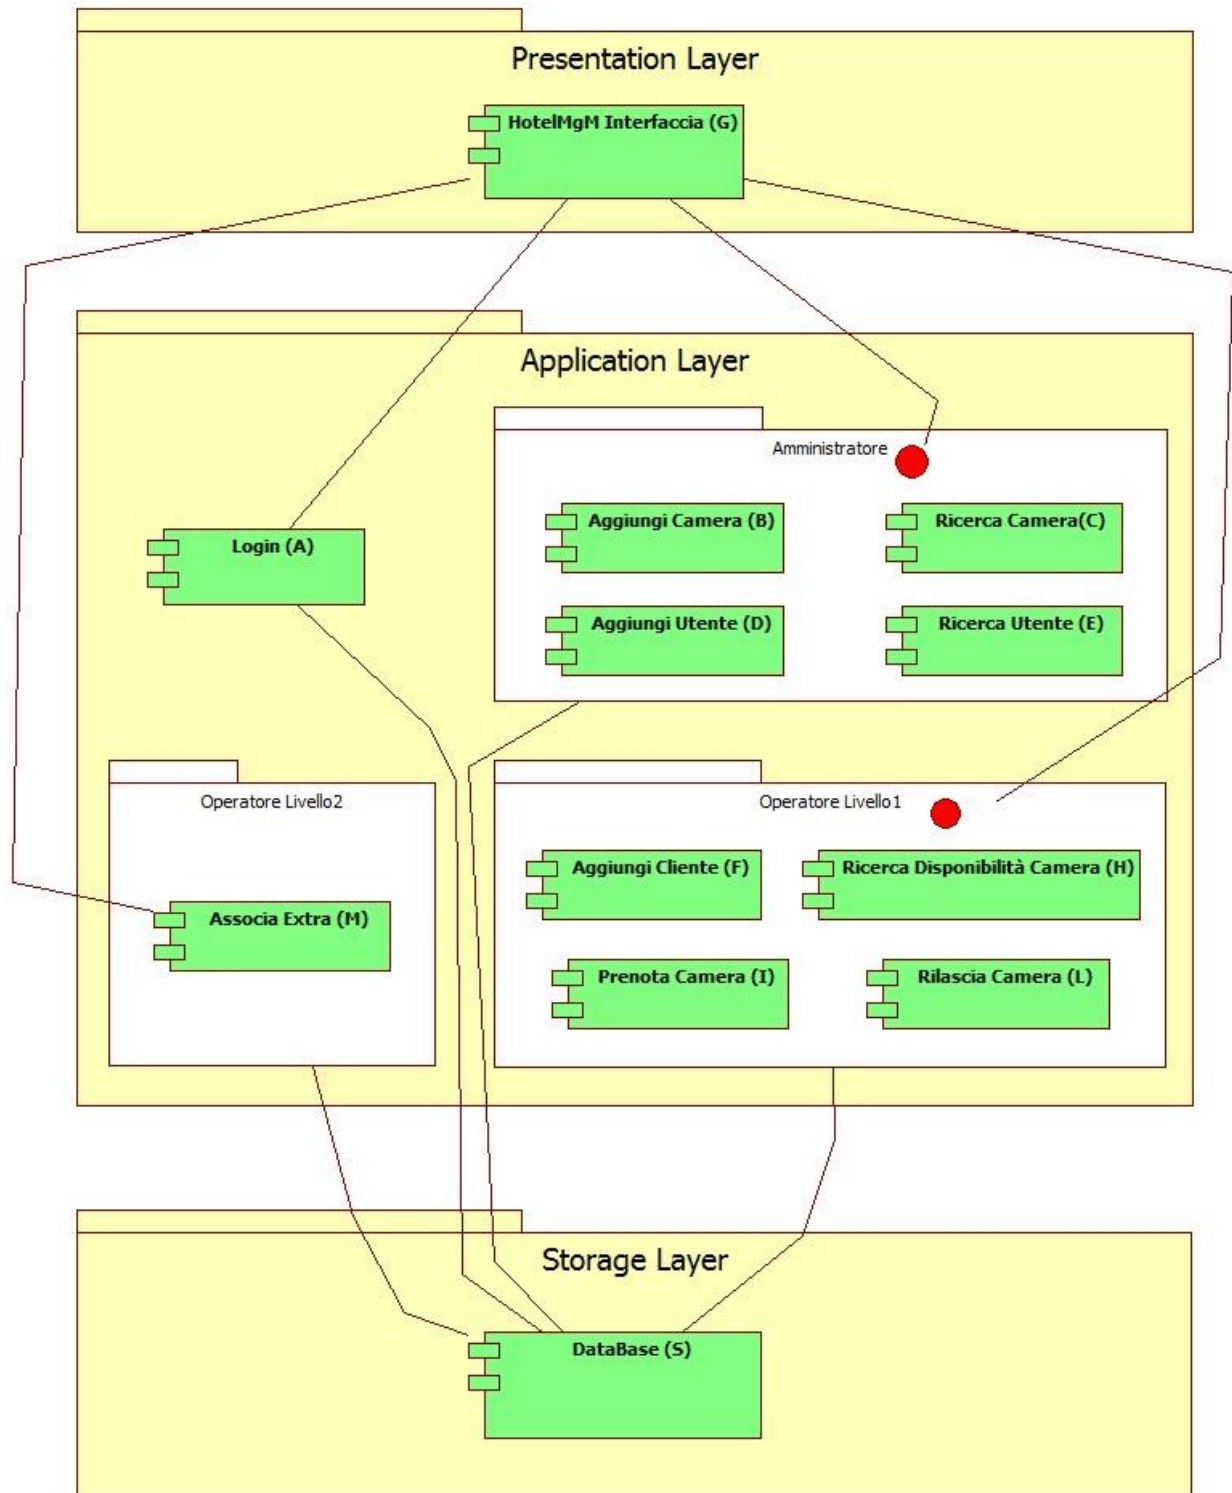 Presentation Layer
HotelMgM Interfaccia (G)
Application Layer
Amministratore
Aggiungi Camera (B)
Ricerca Camera(C)
Login (A)
Aggiungi Utente (D)
Ricerca Utente (E)
Operatore Livello2
Operatore Livello1
Aggiungi Cliente (F)
Ricerca Disponibilità Camera (H)
Associa Extra (M)
Prenota Camera (I)
Rilascia Camera (L)
Storage Layer
DataBase (S)